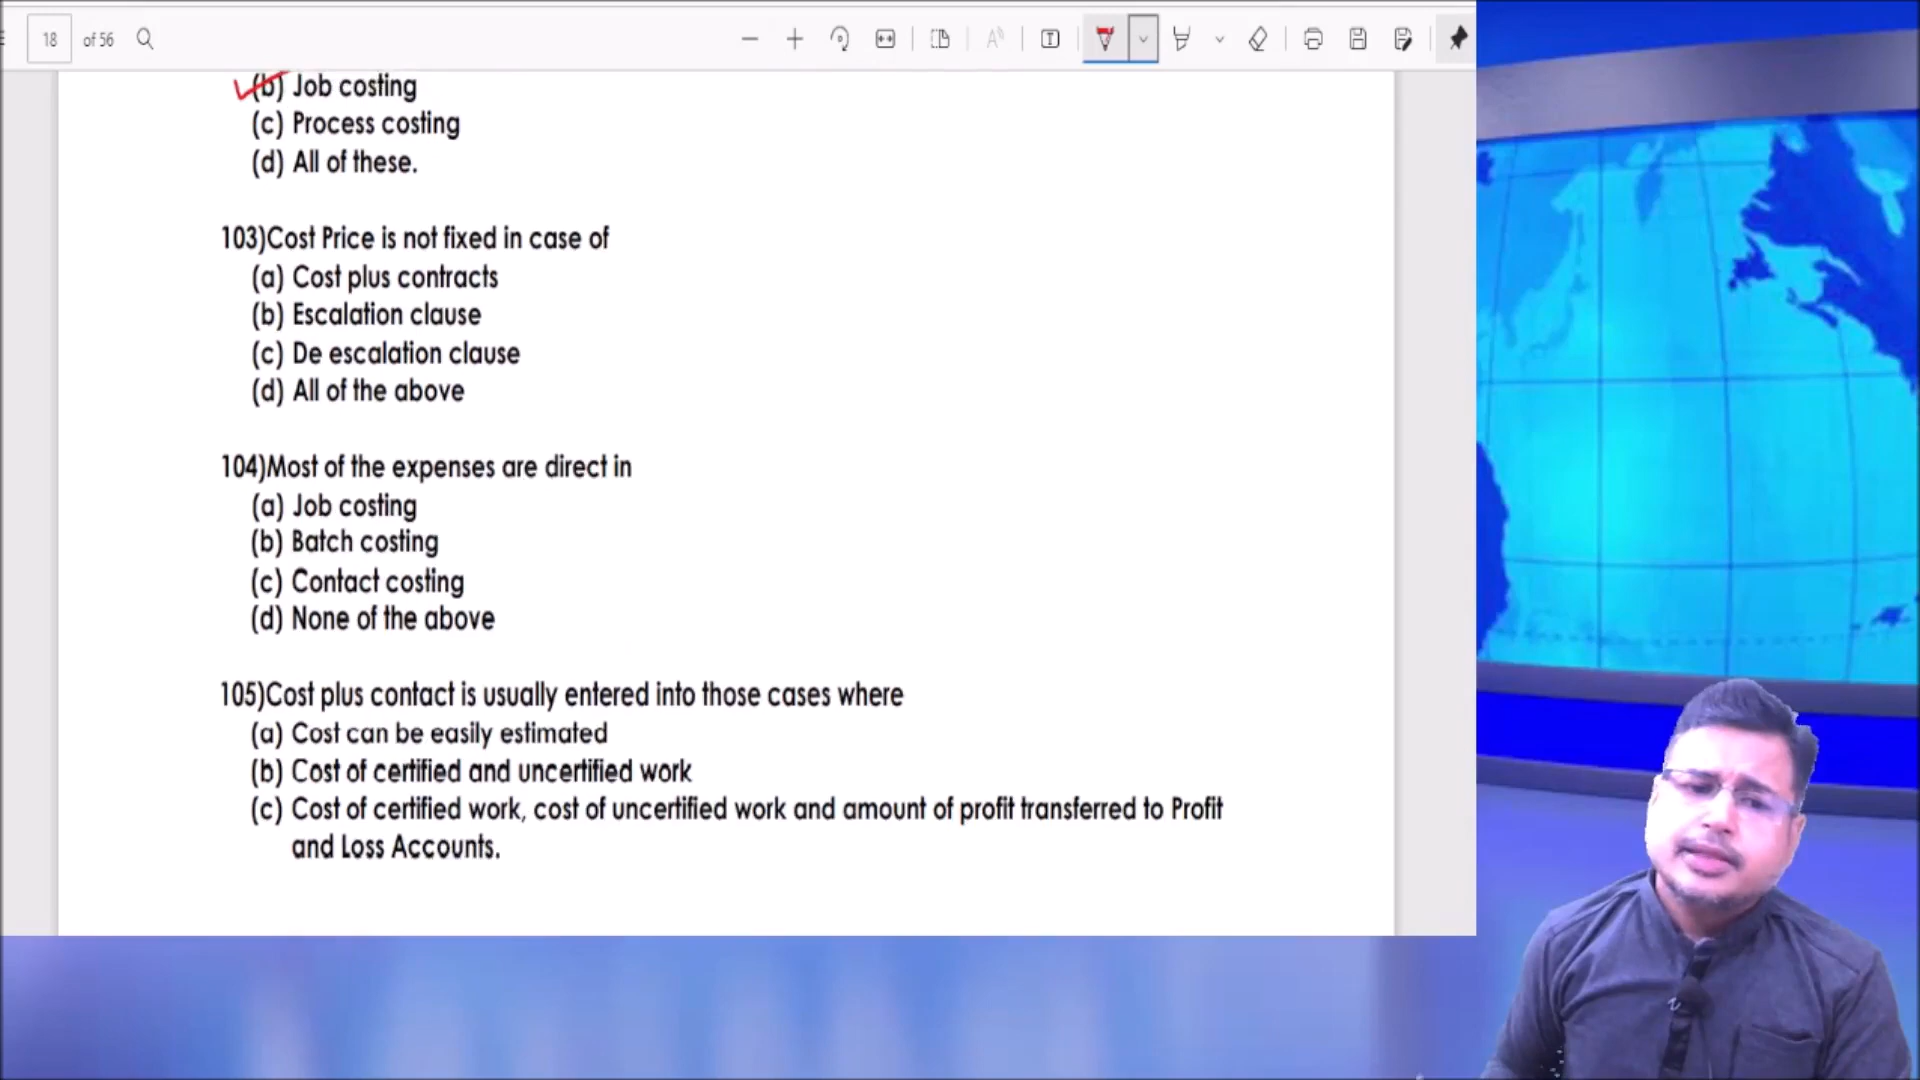 18 of 56
(b) Job costing
(c) Process costing
(d) All of these.
103)Cost Price is not fixed in case of
(a) Cost plus contracts
(b) Escalation clause
(c) De escalation clause
(d) All of the above
104)Most of the expenses are direct in
(a) Job costing
(b) Batch costing
(c) Contact costing
(d) None of the above
105)Cost plus contact is usually entered into those cases where
(a) Cost can be easily estimated
(b) Cost of certified and uncertified work
(c) Cost of certified work, cost of uncertified work and amount of profit transferred to Profit
and Loss Accounts.